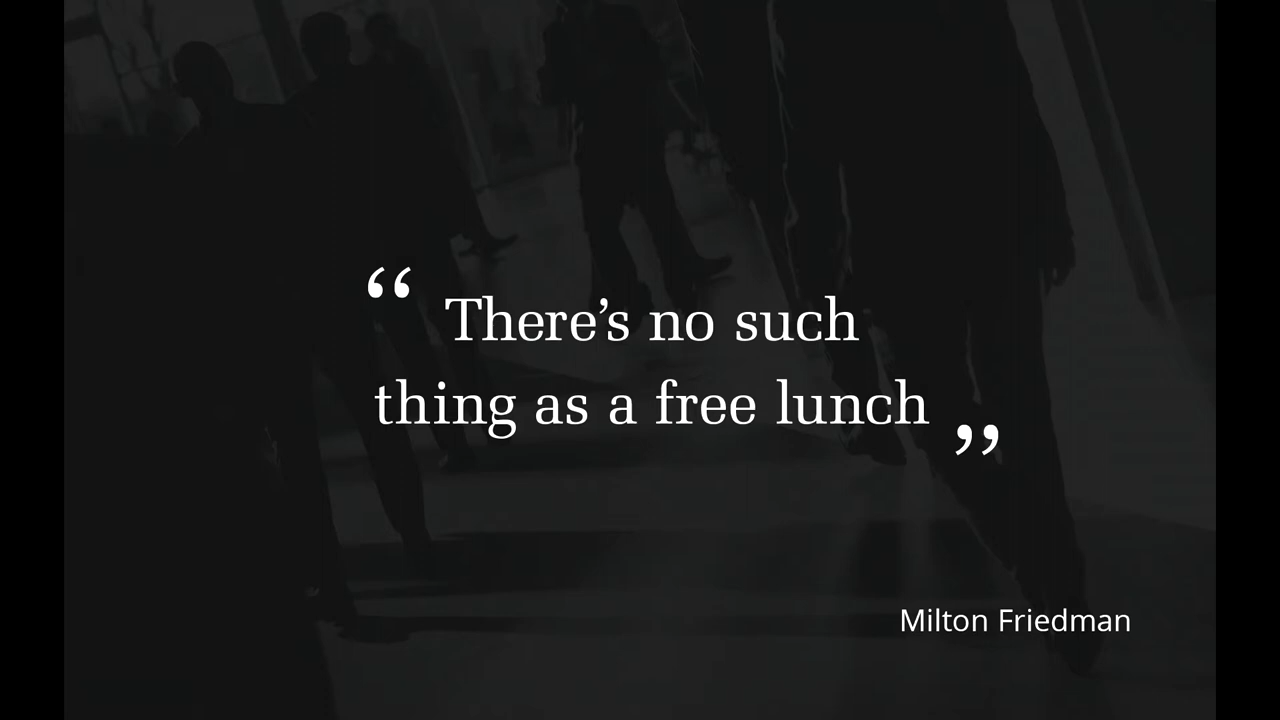 “ There’s no such
thing as a free lunch ”
Milton Friedman